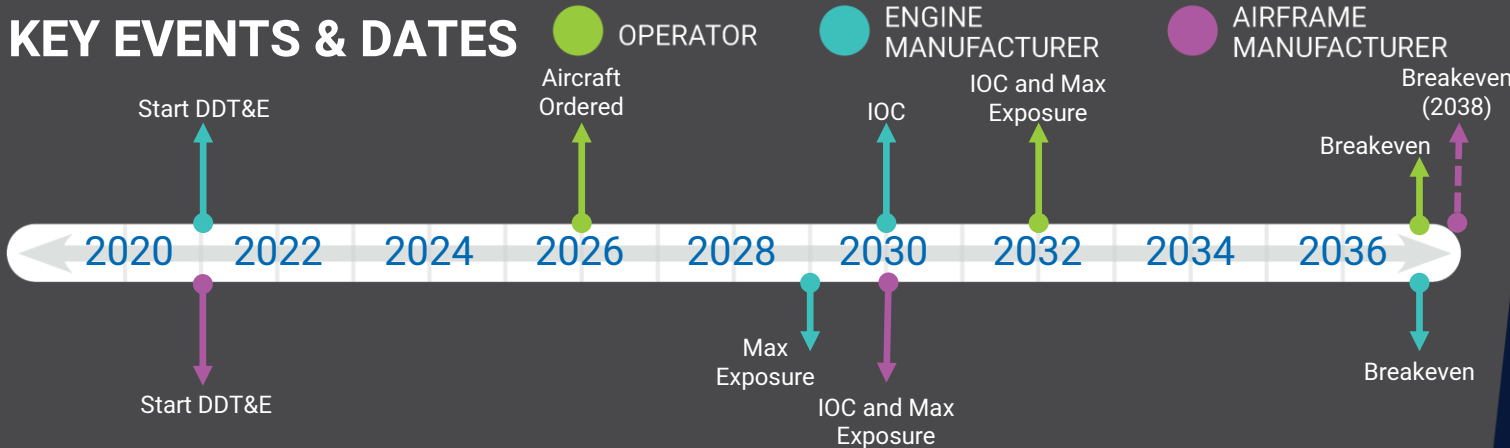 KEY EVENTS & DATES
OPERATOR
ENGINE
MANUFACTURER
AIRFRAME
MANUFACTURER
Start DDT&E
Aircraft
Ordered
IOC
IOC and Max
Exposure
Breakeven
Breakeven
(2038)
2020 2022 2024 2026 2028 2030 2032 2034 2036
Start DDT&E
Max
Exposure
IOC and Max
Exposure
Breakeven